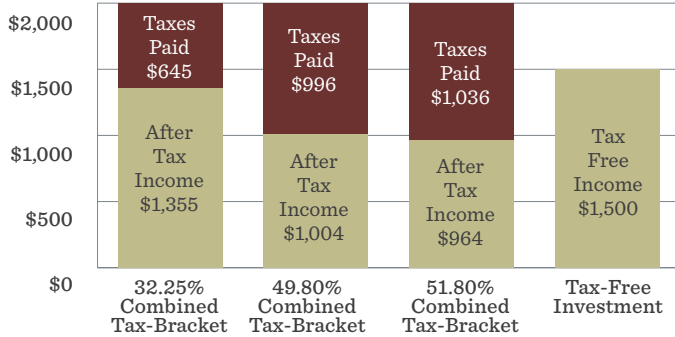 $2,000
$1,500
$1,000
$500
$0
Taxes
Paid
$645
After
Tax
Income
$1,355
Taxes
Paid
$996
After
Tax
Income
$1,004
Taxes
Paid
$1,036
After
Tax
Income
$964
Tax
Free
Income
$1,500
32.25%
Combined
Tax-Bracket
49.80%
Combined
Tax-Bracket
51.80%
Combined
Tax-Bracket
Tax-Free
Investment